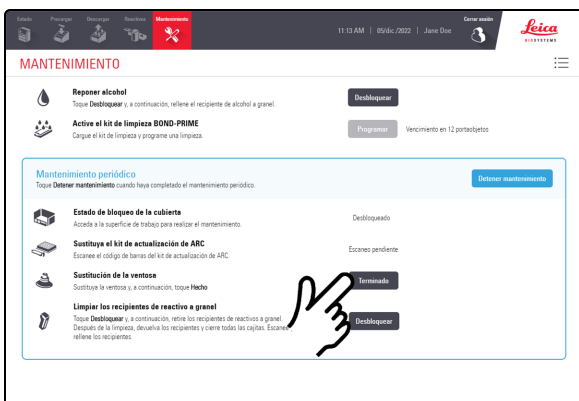 Estado Precargar Descargar Reactivos Mantenimiento
11:13 AM | 05/dic./2022 | Jane Doe
Cerrar sesión
Leica
BIOSYSTEMS
MANTENIMIENTO
Reponer alcohol
Toque Desbloquear y, a continuación, rellene el recipiente de alcohol a granel.
Desbloquear
Active el kit de limpieza BOND-PRIME
Cargue el kit de limpieza y programe una limpieza.
Programar
Vencimiento en 12 portaobjetos
Mantenimiento periódico
Toque Detener mantenimiento cuando haya completado el mantenimiento periódico.
Detener mantenimiento
Estado de bloqueo de la cubierta
Acceda a la superficie de trabajo para realizar el mantenimiento.
Desbloqueado
Sustituya el kit de actualización de ARC
Escanee el código de barras del kit de actualización de ARC.
Escaneo pendiente
Sustitución de la ventosa
Sustituya la ventosa y, a continuación, toque Hecho
Terminado
Limpiar los recipientes de reactivo a granel
Toque Desbloquear y, a continuación, retire los recipientes de reactivos a granel.
Después de la limpieza, devuelva los recipientes y cierre todas las cajitas. Escanee
rellene los recipientes.
Desbloquear